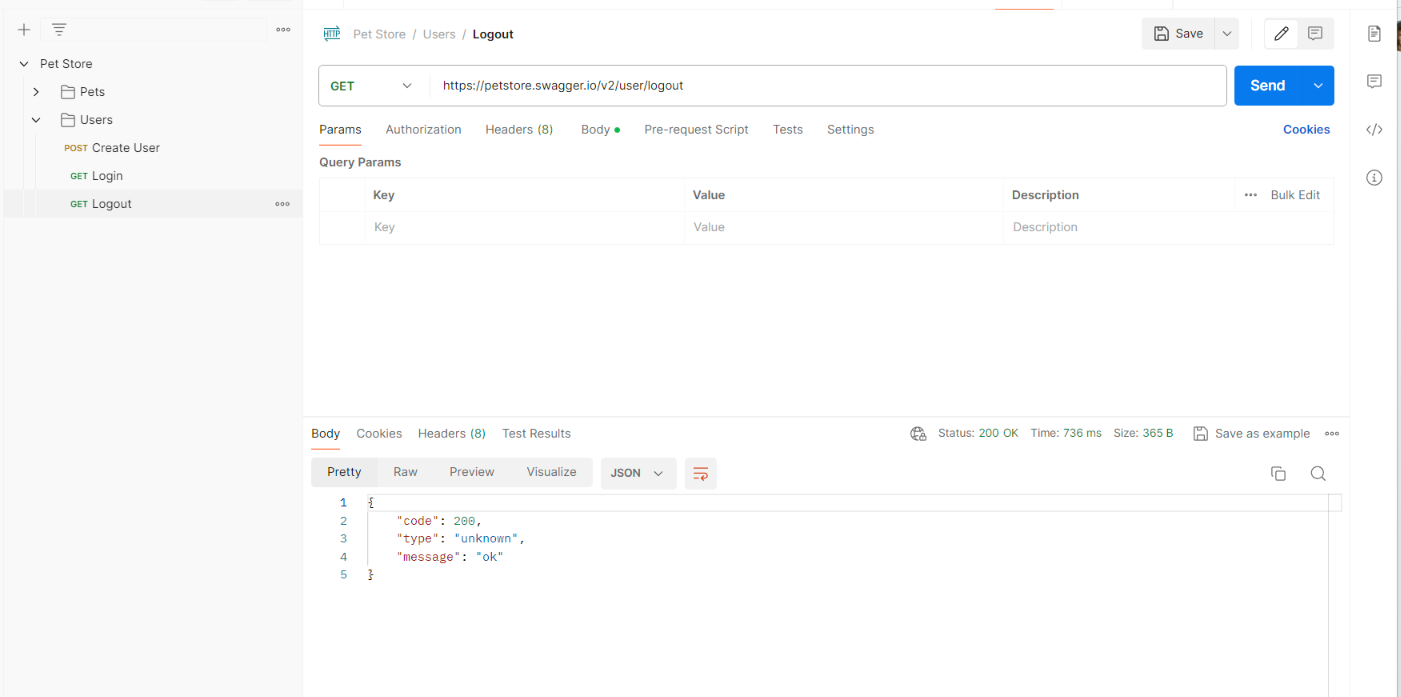 HTTP Pet Store / Users / Logout Save
Pet Store
Pets
Users
POST Create User
GET Login
GET Logout
GET https://petstore.swagger.io/v2/user/logout Send
Params Authorization Headers (8) Body Pre-request Script Tests Settings Cookies
Query Params
Key Value Description Bulk Edit
Key Value Description
Body Cookies Headers (8) Test Results Status: 200 OK Time: 736 ms Size: 365 B Save as example
Pretty Raw Preview Visualize JSON
1 {
2 "code": 200,
3 "type": "unknown",
4 "message": "ok"
5 }